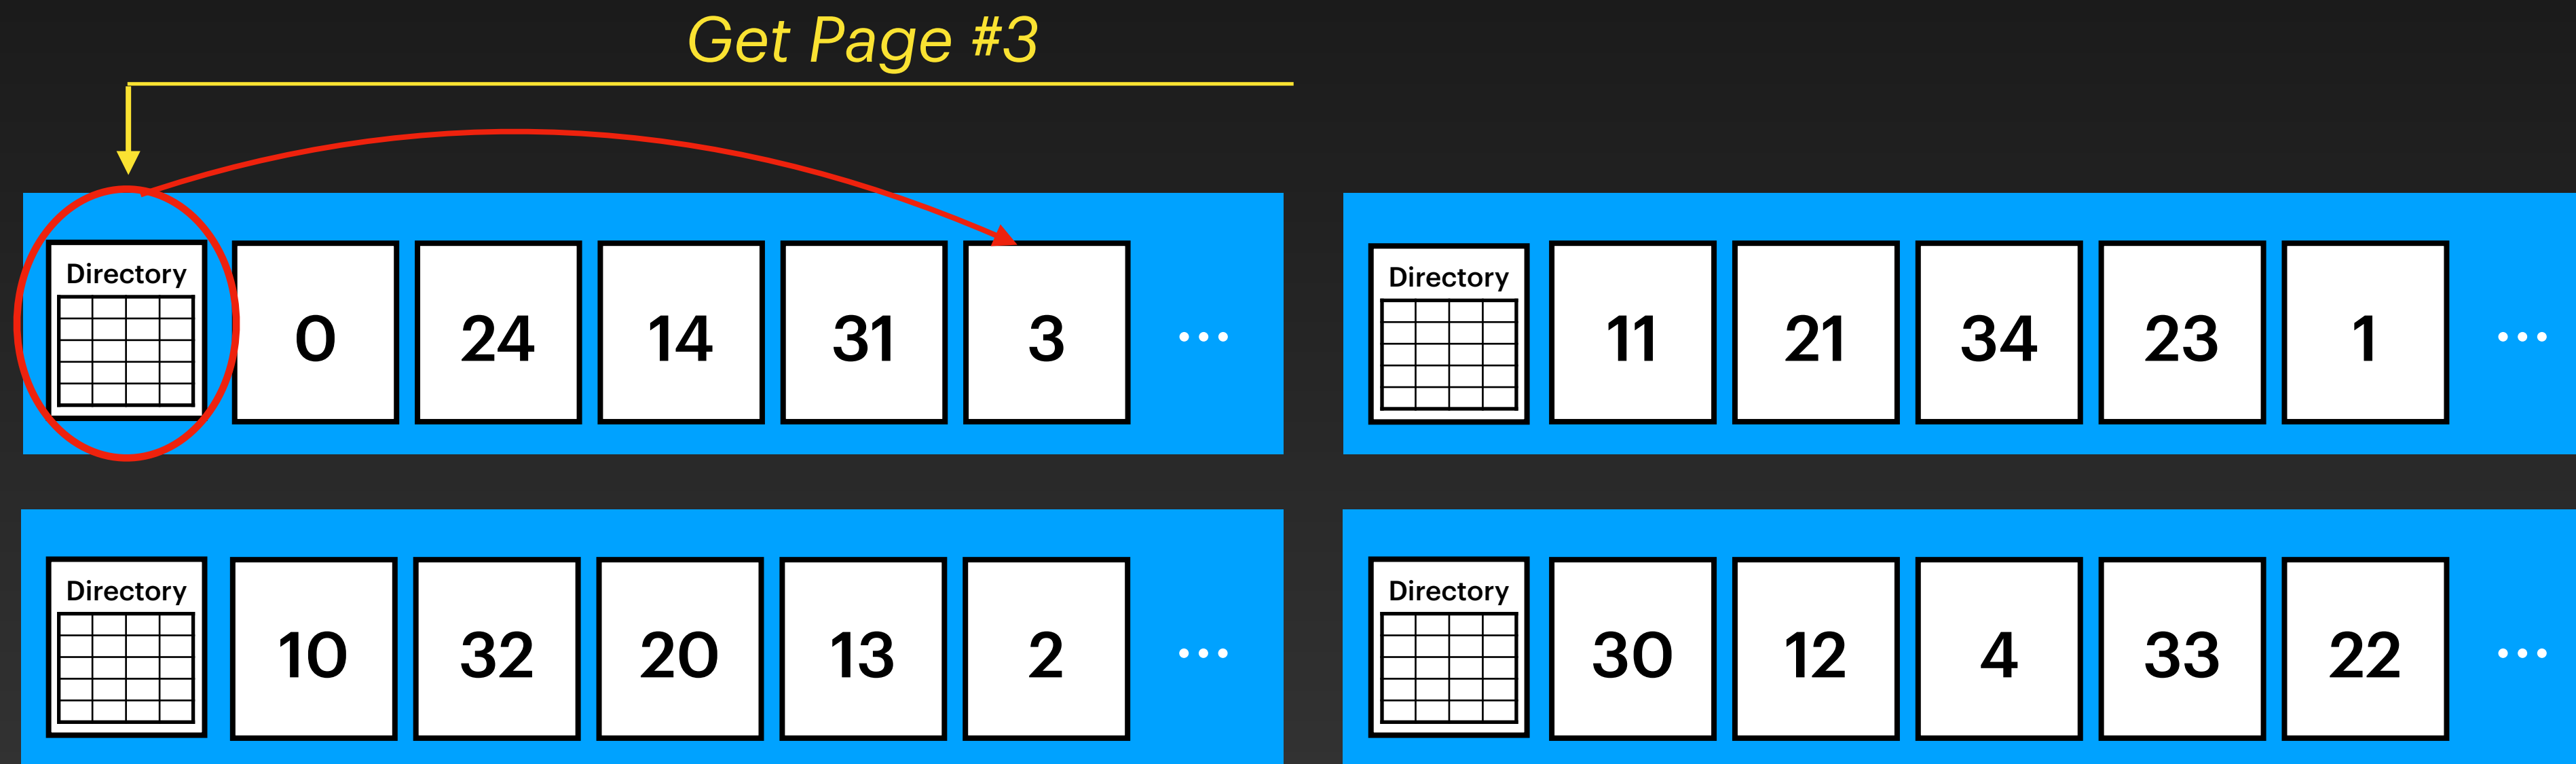 Get Page #3
Directory 0 24 14 31 3 ...
Directory 11 21 34 23 1 ...
Directory 10 32 20 13 2 ...
Directory 30 12 4 33 22 ...